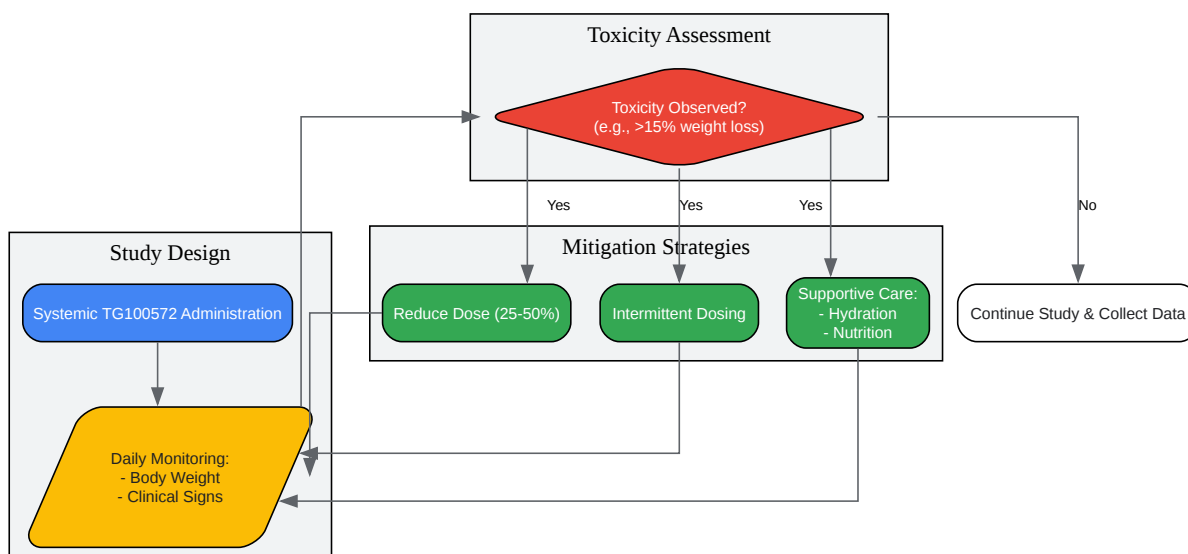 Toxicity Assessment
Toxicity Observed?
(e.g., >15% weight loss)
Yes
Yes
Yes
No
Study Design
Mitigation Strategies
Systemic TG100572 Administration
Reduce Dose (25-50%)
Intermittent Dosing
Supportive Care:
- Hydration
- Nutrition
Continue Study & Collect Data
Daily Monitoring:
- Body Weight
- Clinical Signs